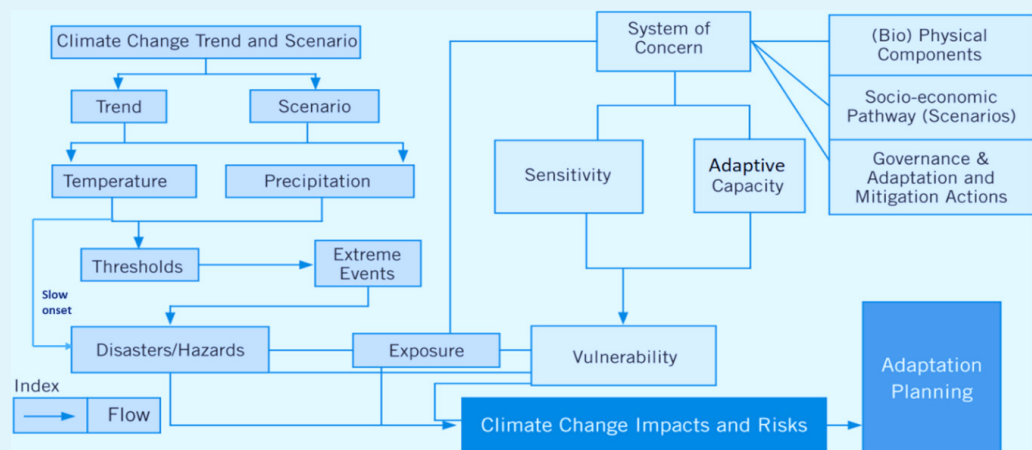 Climate Change Trend and Scenario
Trend
Scenario
Temperature
Precipitation
Thresholds
Extreme
Events
Slow
onset
Disasters/Hazards
Exposure
Index
Flow
System of
Concern
(Bio) Physical
Components
Socio-economic
Pathway (Scenarios)
Governance &
Adaptation and
Mitigation Actions
Sensitivity
Adaptive
Capacity
Vulnerability
Climate Change Impacts and Risks
Adaptation
Planning